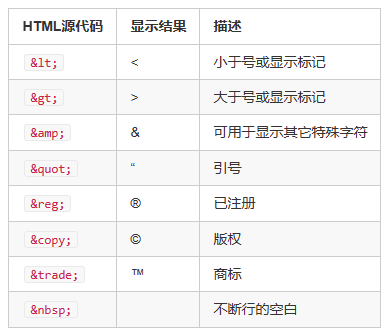 HTML源代码 显示结果 描述
&lt; < 小于号或显示标记
&gt; > 大于号或显示标记
&amp; & 可用于显示其它特殊字符
&quot; “ 引号
&reg; ® 已注册
&copy; © 版权
&trade; ™ 商标
&nbsp; 不断行的空白